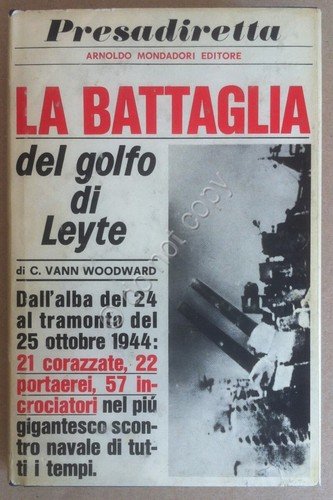 Presadiretta
ARNOLDO MONDADORI EDITORE
LA BATTAGLIA
del golfo
di
Leyte
di C. VANN WOODWARD
Dall'alba del 24
al tramonto del
25 ottobre 1944:
21 corazzate, 22
portaerei, 57 in-
crociatori nel più
gigantesco scon-
tro navale di tut-
ti i tempi.